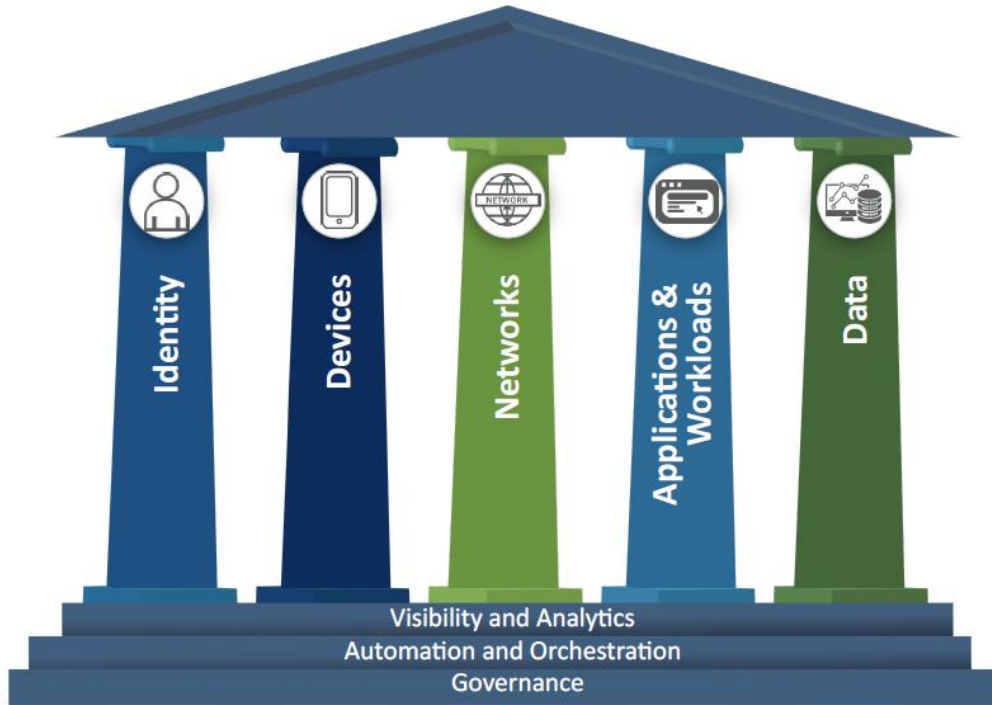 NETWORK
Identity
Devices
Networks
Applications &
Workloads
Data
Visibility and Analytics
Automation and Orchestration
Governance